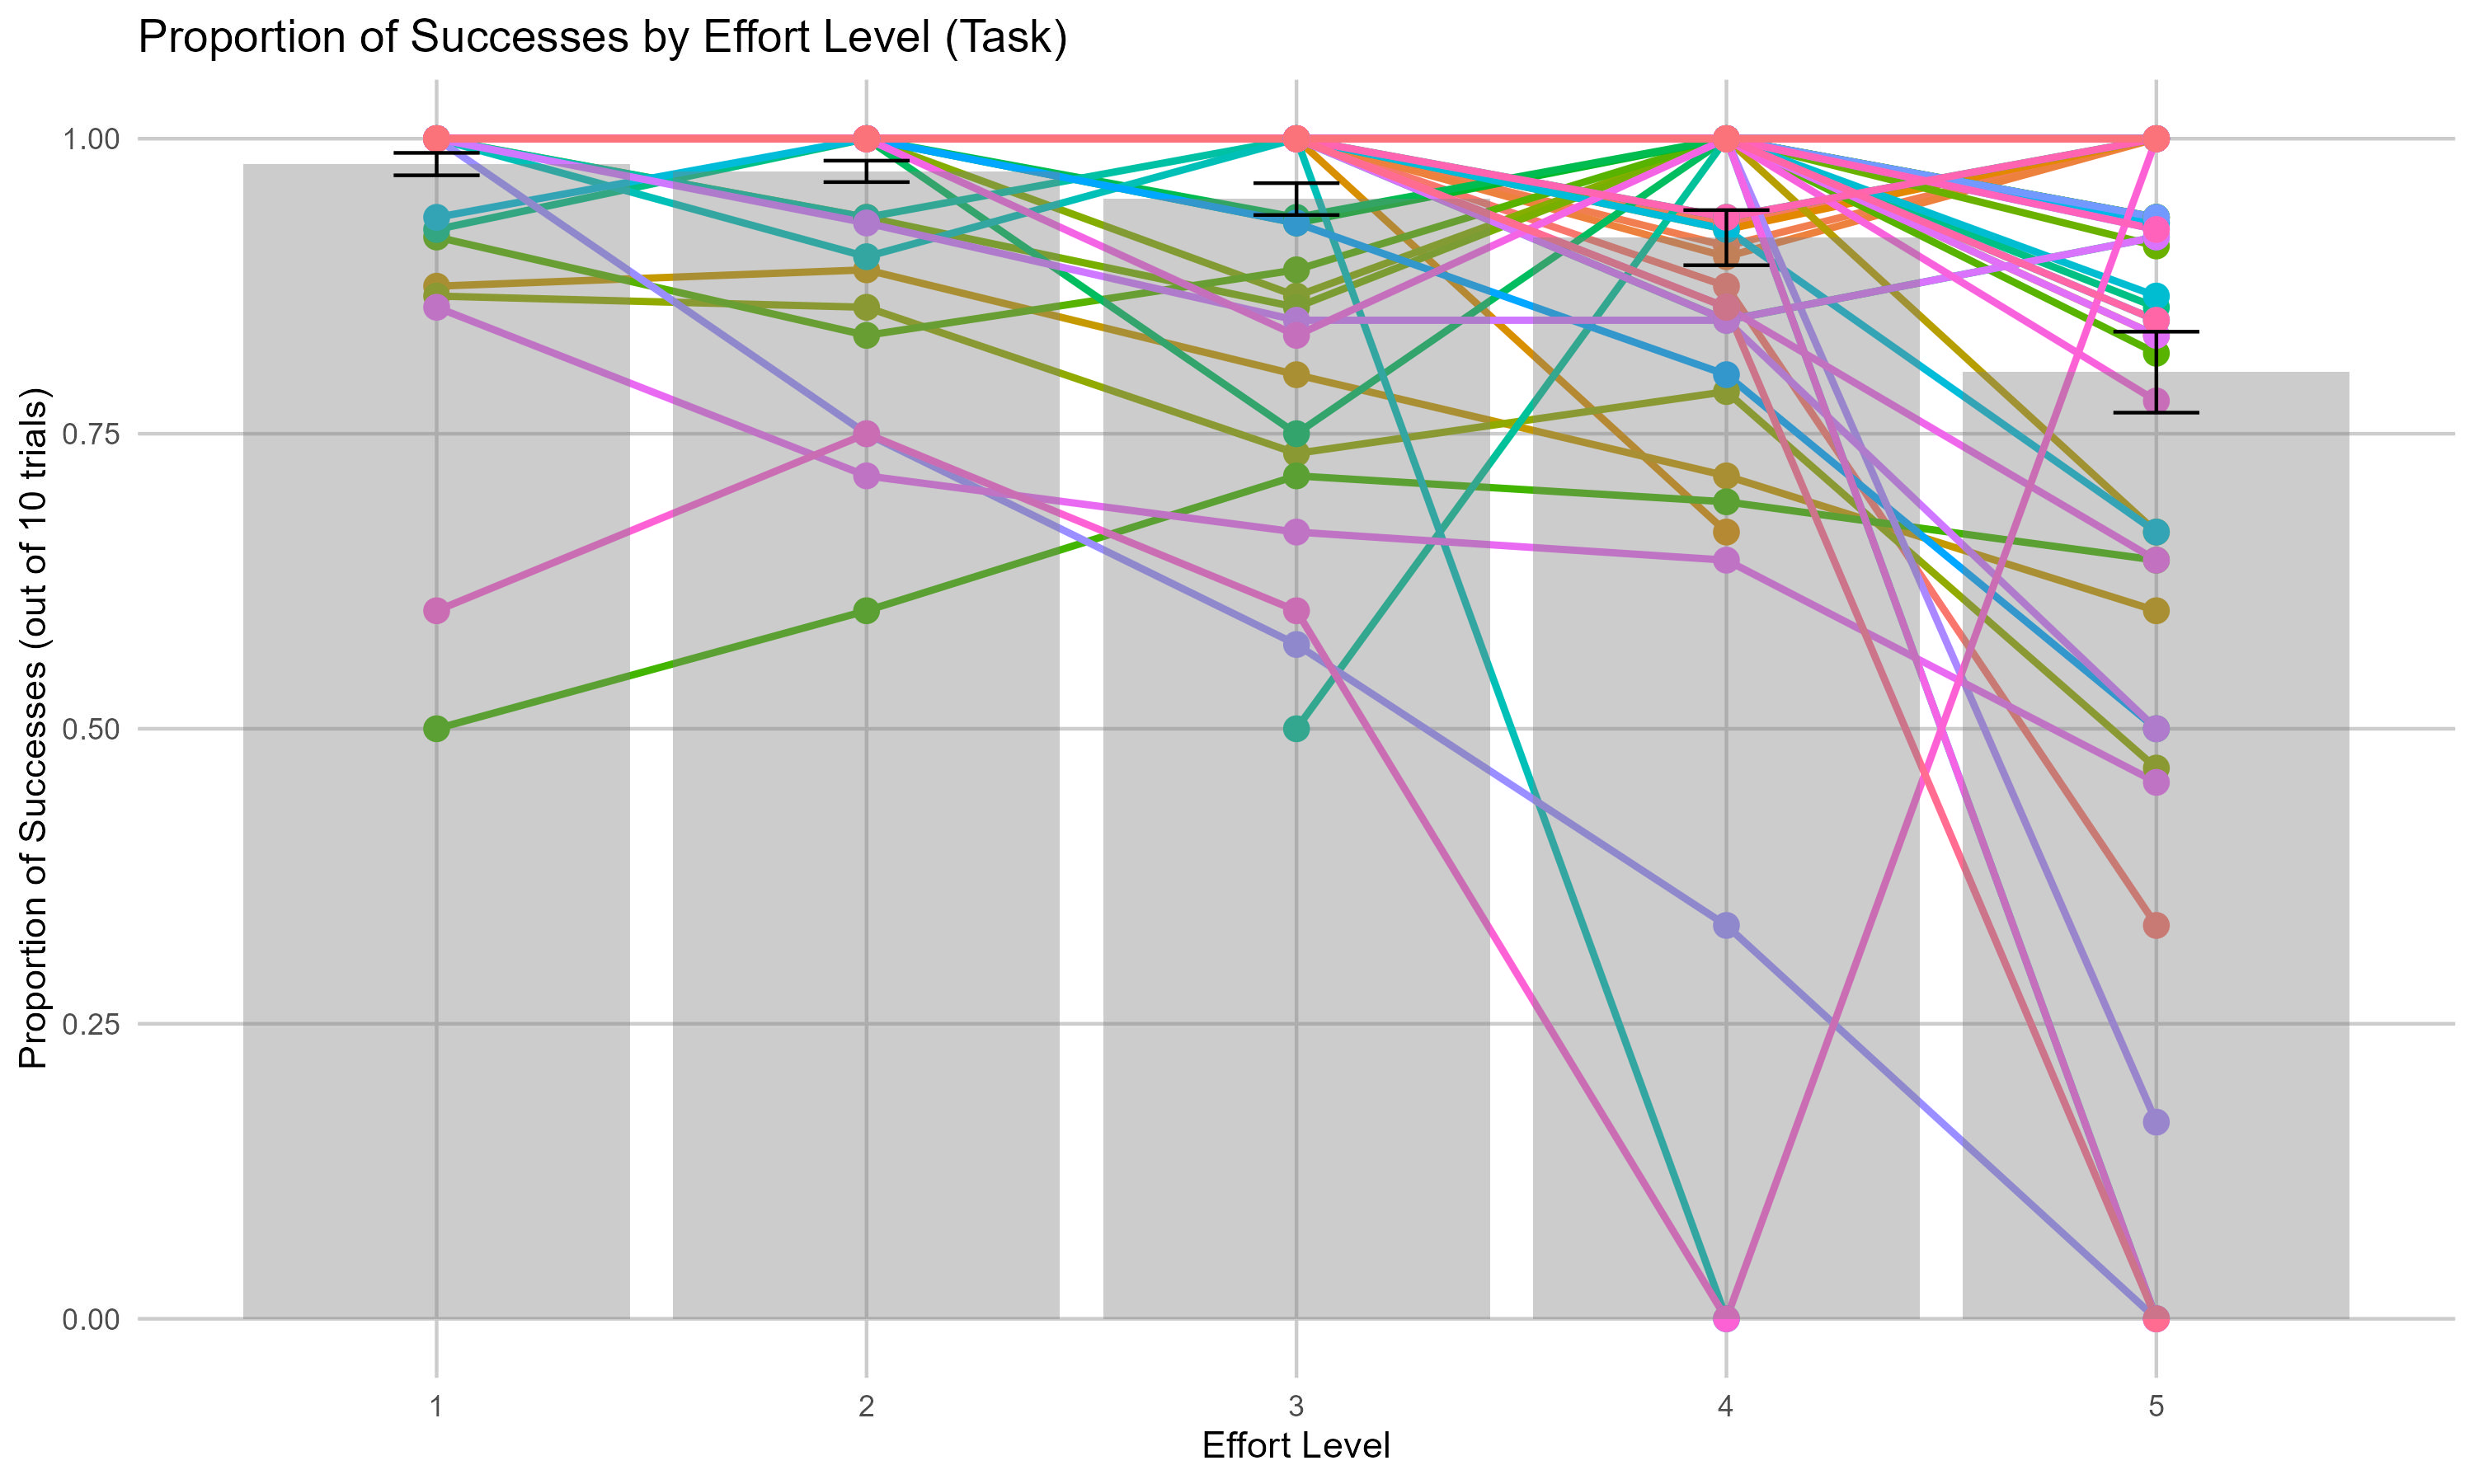 Proportion of Successes by Effort Level (Task)
Proportion of Successes (out of 10 trials)
1.00
0.75
0.50
0.25
0.00
1 2 3 4 5
Effort Level